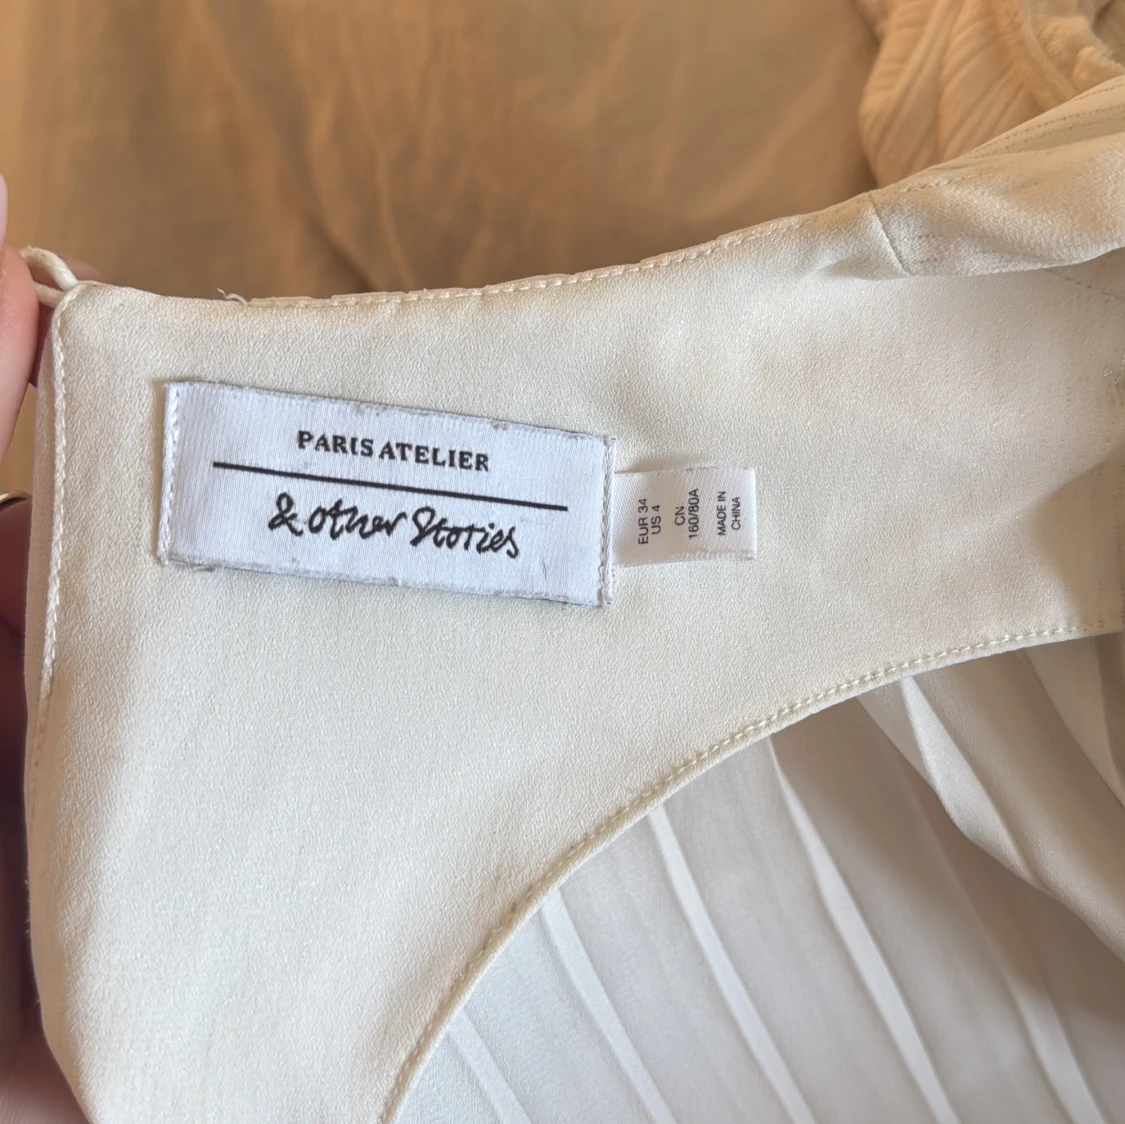 PARIS ATELIER
& other Stories
EUR 34
US 4
CN
160/80A
MADE IN
CHINA